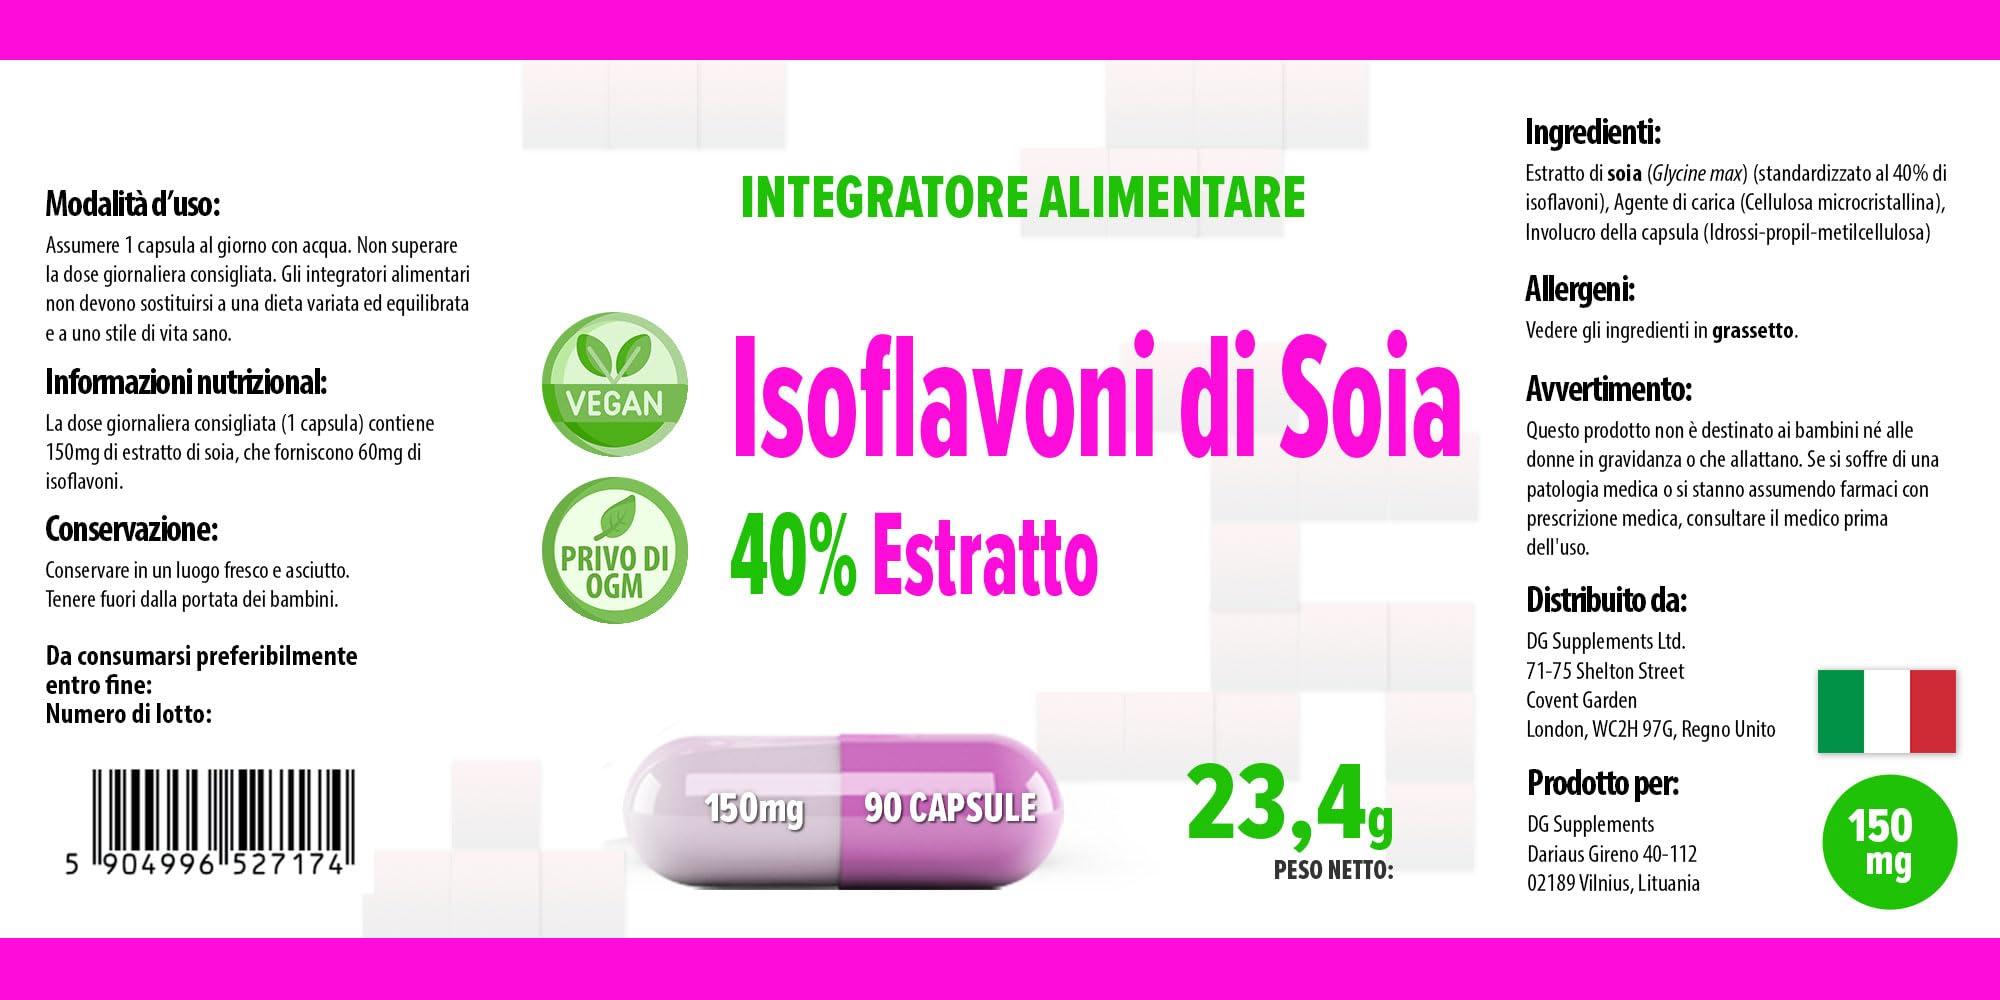 Modalità d'uso:
Assumere 1 capsula al giorno con acqua. Non superare
la dose giornaliera consigliata. Gli integratori alimentari
non devono sostituirsi a una dieta variata ed equilibrata
e a uno stile di vita sano.
Informazioni nutrizional:
La dose giornaliera consigliata (1 capsula) contiene
150mg di estratto di soia, che forniscono 60mg di
isoflavoni.
Conservazione:
Conservare in un luogo fresco e asciutto.
Tenere fuori dalla portata dei bambini.
Da consumarsi preferibilmente
entro fine:
Numero di lotto:
5 904996 527174
INTEGRATORE ALIMENTARE
VEGAN
Isoflavoni di Soia
PRIVO DI
OGM
40% Estratto
150mg 90 CAPSULE
23,4g
PESO NETTO:
Ingredienti:
Estratto di soia (Glycine max) (standardizzato al 40% di
isoflavoni), Agente di carica (Cellulosa microcristallina),
Involucro della capsula (Idrossi-propil-metilcellulosa)
Allergeni:
Vedere gli ingredienti in grassetto.
Avvertimento:
Questo prodotto non è destinato ai bambini né alle
donne in gravidanza o che allattano. Se si soffre di una
patologia medica o si stanno assumendo farmaci con
prescrizione medica, consultare il medico prima
dell'uso.
Distribuito da:
DG Supplements Ltd.
71-75 Shelton Street
Covent Garden
London, WC2H 97G, Regno Unito
Prodotto per:
DG Supplements
Dariaus Gireno 40-112
02189 Vilnius, Lituania
150
mg